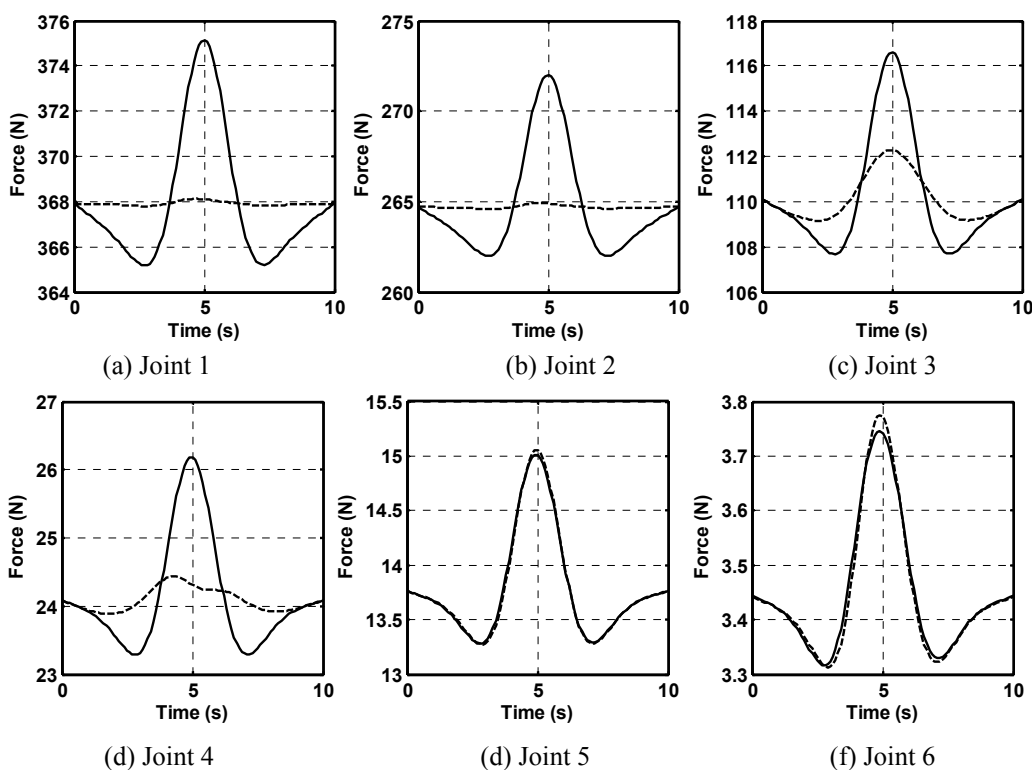 376
374
372
370
368
366
364
Force (N)
0
5
10
Time (s)
(a) Joint 1
275
270
265
260
Force (N)
0
5
10
Time (s)
(b) Joint 2
118
116
114
112
110
108
106
Force (N)
0
5
10
Time (s)
(c) Joint 3
27
26
25
24
23
Force (N)
0
5
10
Time (s)
(d) Joint 4
15.5
15
14.5
14
13.5
13
Force (N)
0
5
10
Time (s)
(d) Joint 5
3.8
3.7
3.6
3.5
3.4
3.3
Force (N)
0
5
10
Time (s)
(f) Joint 6